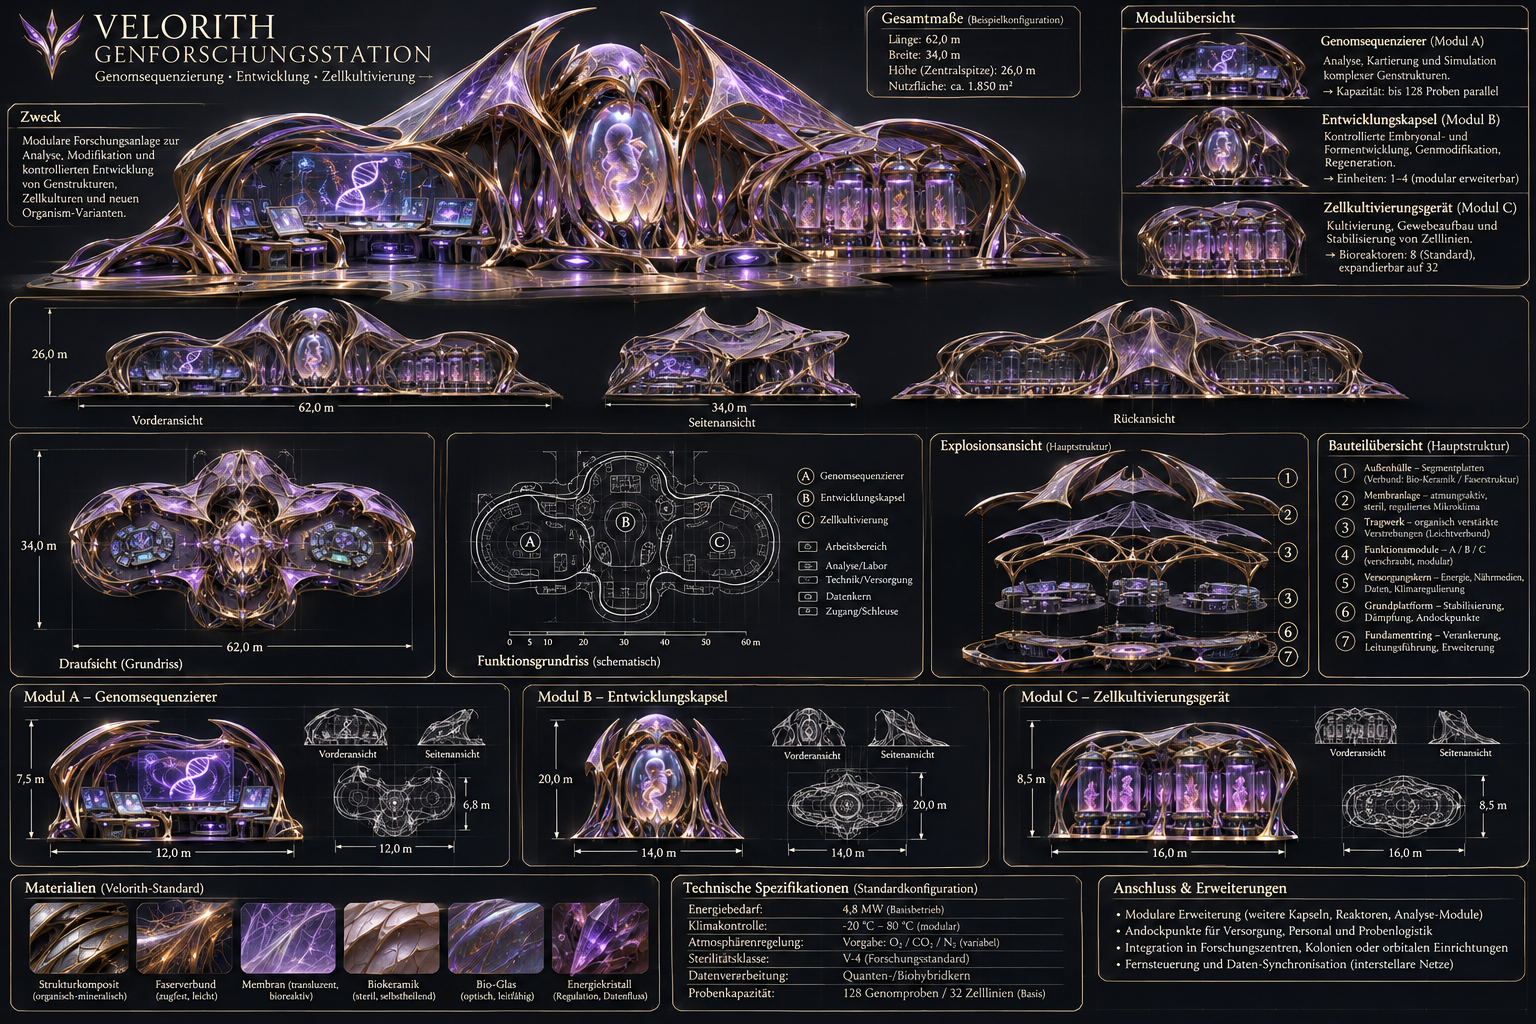 VELORITH
GENFORSCHUNGSSTATION
Genomsequenzierung • Entwicklung • Zellkultivierung
Zweck
Modulare Forschungsanlage zur
Analyse, Modifikation und
kontrollierten Entwicklung
von Genstrukturen,
Zellkulturen und neuen
Organism-Varianten.
Gesamtmaße (Beispielkonfiguration)
Länge: 62,0 m
Breite: 34,0 m
Höhe (Zentralspitze): 26,0 m
Nutzfläche: ca. 1.850 m²
Modulübersicht
Genomsequenzierer (Modul A)
Analyse, Kartierung und Simulation
komplexer Genstrukturen.
→ Kapazität: bis 128 Proben parallel
Entwicklungskapsel (Modul B)
Kontrollierte Embryonal- und
Formentwicklung, Genmodifikation,
Regeneration.
→ Einheiten: 1–4 (modular erweiterbar)
Zellkultivierungsgerät (Modul C)
Kultivierung, Gewebeaufbau und
Stabilisierung von Zelllinien.
→ Bioreaktoren: 8 (Standard),
expandierbar auf 32
26,0 m
62,0 m
Vorderansicht
34,0 m
Seitenansicht
Rückansicht
34,0 m
62,0 m
Draufsicht (Grundriss)
A
B
C
A Genomsequenzierer
B Entwicklungskapsel
C Zellkultivierung
Arbeitsbereich
Analyse/Labor
Technik/Versorgung
Datenkern
Zugang/Schleuse
0 5 10 20 30 40 50 60 m
Funktionsgrundriss (schematisch)
Explosionsansicht (Hauptstruktur)
1
2
3
3
6
7
Bauteilübersicht (Hauptstruktur)
1 Außenhülle – Segmentplatten
(Verbund: Bio-Keramik / Faserstruktur)
2 Membranlage – atmungsaktiv,
steril, reguliertes Mikroklima
3 Tragwerk – organisch verstärkte
Verstrebungen (Leichtverbund)
4 Funktionsmodule – A / B / C
(verschraubt, modular)
5 Versorgungskern – Energie, Nährmedien,
Daten, Klimaregulierung
6 Grundplatform – Stabilisierung,
Dämpfung, Andockpunkte
7 Fundamentring – Verankerung,
Leitungsführung, Erweiterung
Modul A – Genomsequenzierer
7,5 m
12,0 m
Vorderansicht
Seitenansicht
6,8 m
12,0 m
Modul B – Entwicklungskapsel
20,0 m
14,0 m
Vorderansicht
Seitenansicht
20,0 m
14,0 m
Modul C – Zellkultivierungsgerät
8,5 m
16,0 m
Vorderansicht
Seitenansicht
8,5 m
16,0 m
Materialien (Velorith-Standard)
Strukturkomposit
(organisch-mineralisch)
Faserverbund
(zugfest, leicht)
Membran (transluzent,
bioreaktiv)
Biokeramik
(steril, selbstheilend)
Bio-Glas
(optisch, leitfähig)
Energiekristall
(Regulation, Datenfluss)
Technische Spezifikationen (Standardkonfiguration)
Energiebedarf: 4,8 MW (Basisbetrieb)
Klimakontrolle: -20 °C – 80 °C (modular)
Atmosphärenregelung: Vorgabe: O₂ / CO₂ / N₂ (variabel)
Sterilitätsklasse: V-4 (Forschungsstandard)
Datenverarbeitung: Quanten-/Biohybridkern
Probenkapazität: 128 Genomproben / 32 Zelllinien (Basis)
Anschluss & Erweiterungen
• Modulare Erweiterung (weitere Kapseln, Reaktoren, Analyse-Module)
• Andockpunkte für Versorgung, Personal und Probenlogistik
• Integration in Forschungszentren, Kolonien oder orbitalen Einrichtungen
• Fernsteuerung und Daten-Synchronisation (interstellare Netze)